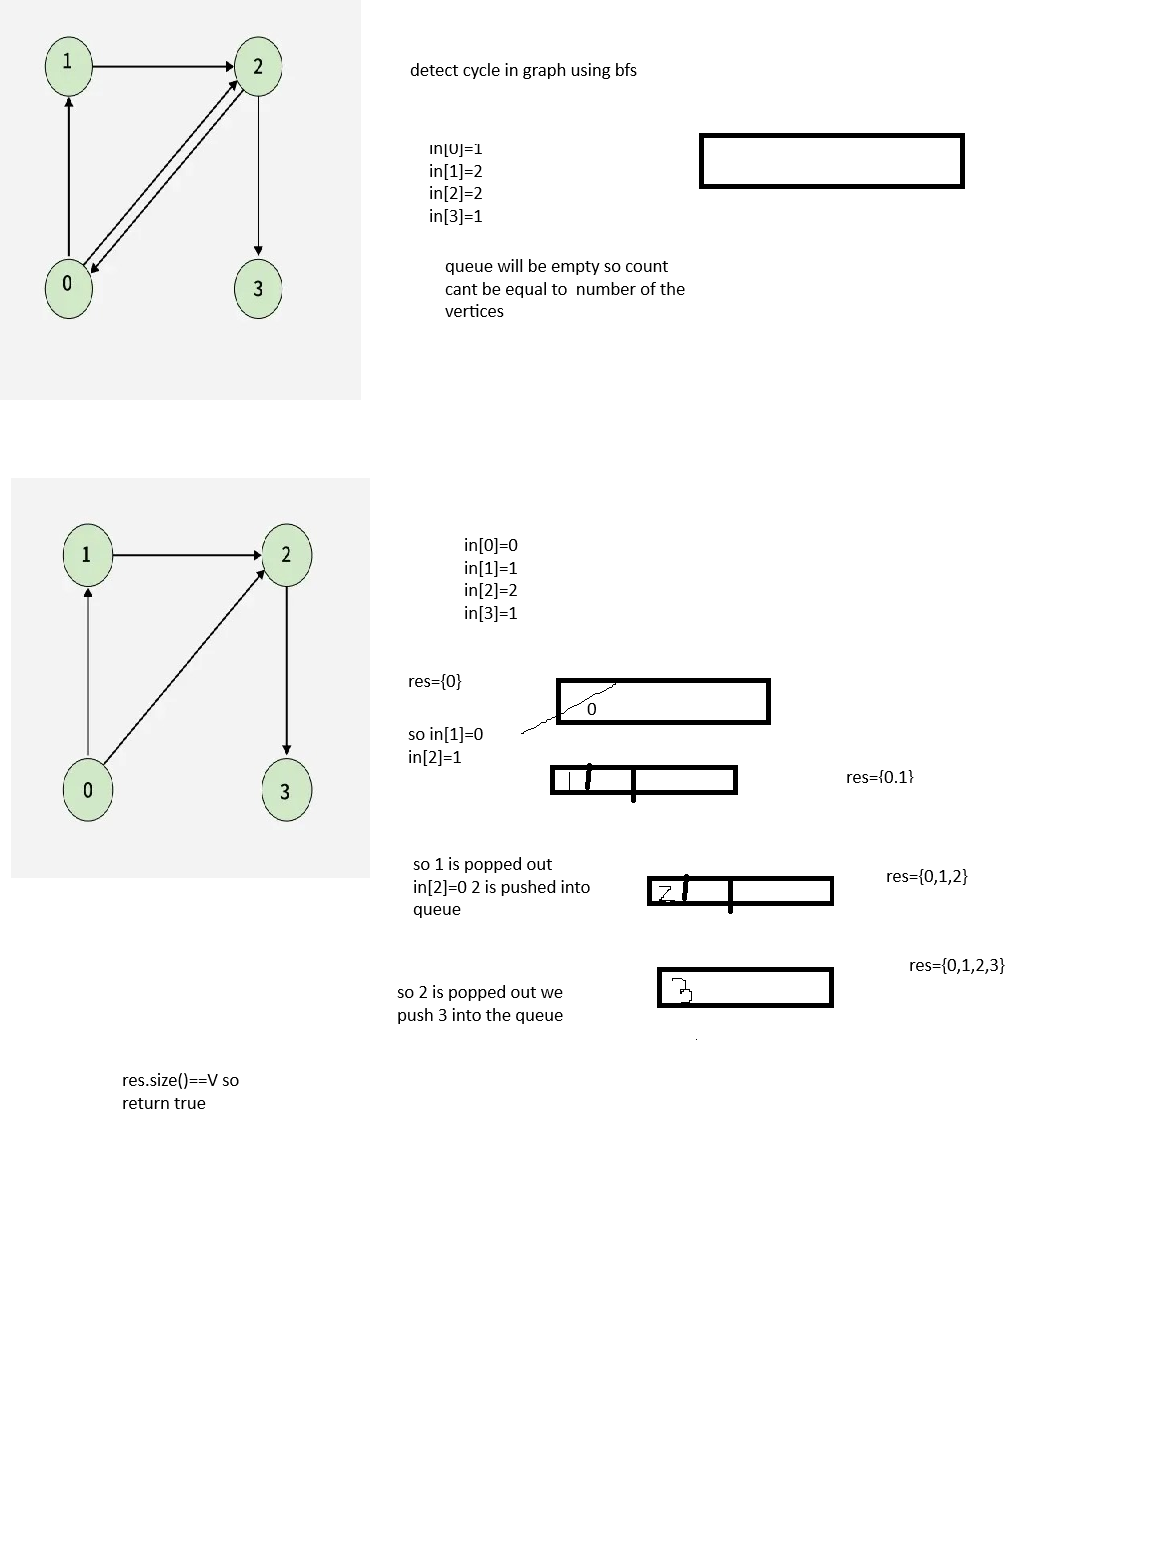 1
2
detect cycle in graph using bfs
in[0]=1
in[1]=2
in[2]=2
in[3]=1
queue will be empty so count
cant be equal to number of the
vertices
0
3
1
2
in[0]=0
in[1]=1
in[2]=2
in[3]=1
0
3
res={0}
0
so in[1]=0
in[2]=1
1
res={0.1}
so 1 is popped out
in[2]=0 2 is pushed into
queue
2
res={0,1,2}
so 2 is popped out we
push 3 into the queue
3
res={0,1,2,3}
res.size()==V so
return true